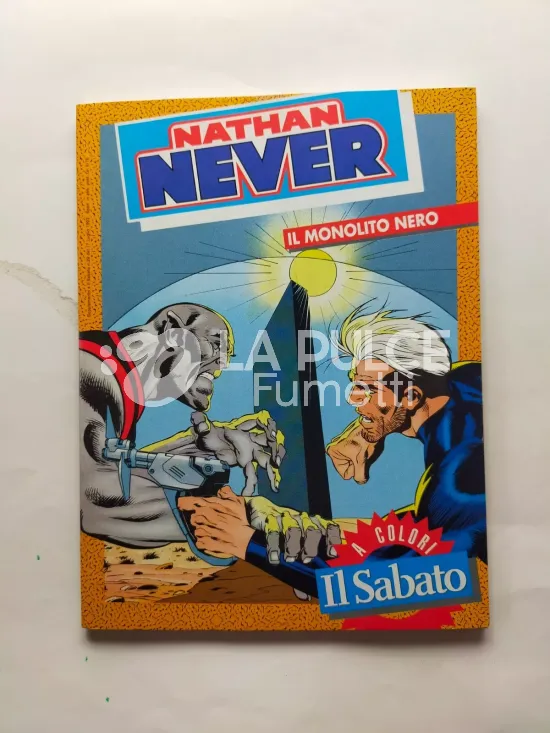 NATHAN
NEVER
IL MONOLITO NERO
LA PULCE
Fumetti
A COLORI
Il Sabato